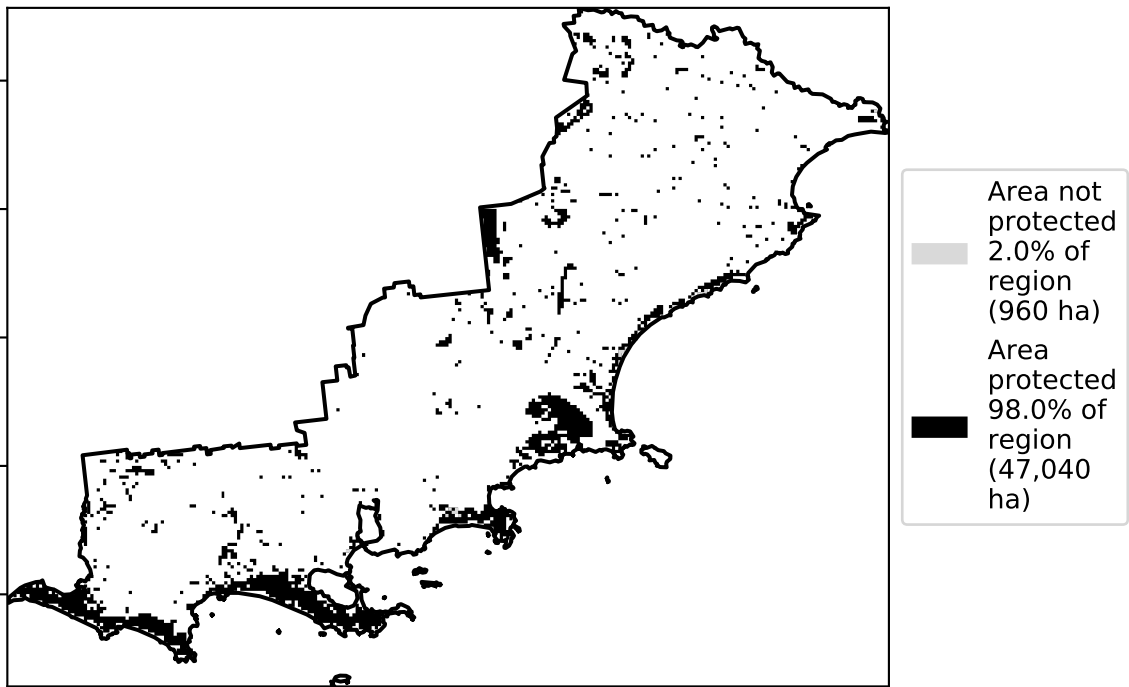 Area not
protected
2.0% of
region
(960 ha)
Area
protected
98.0% of
region
(47,040
ha)